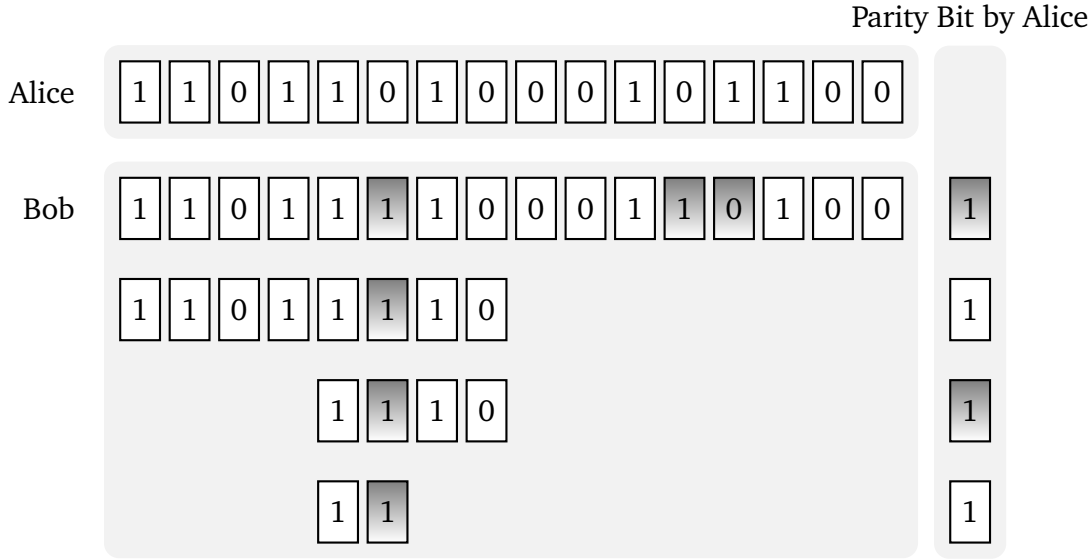 Parity Bit by Alice
Alice 1 1 0 1 1 0 1 0 0 0 1 0 1 1 0 0
Bob 1 1 0 1 1 1 1 0 0 0 1 1 0 1 0 0 1
1 1 0 1 1 1 1 0 1
1 1 1 0 1
1 1 1